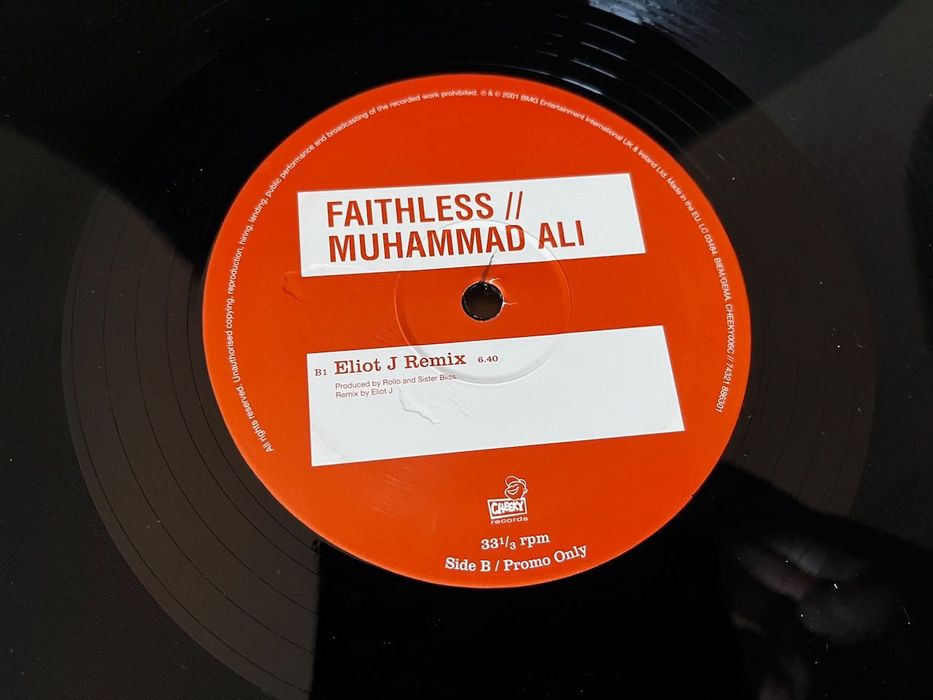 All rights reserved. Unauthorised copying, reproduction, hiring, lending, public performance and broadcasting of the recorded work prohibited. ℗ & © 2001 BMG Entertainment International UK & Ireland Ltd. Made in the EU. LC 03484. BIEM/GEMA. CHEEKY006C // 74321 886301
FAITHLESS //
MUHAMMAD ALI
B1 Eliot J Remix 6.40
Produced by Rollo and Sister Bliss
Remix by Eliot J
CHEEKY
records
33 1/3 rpm
Side B / Promo Only